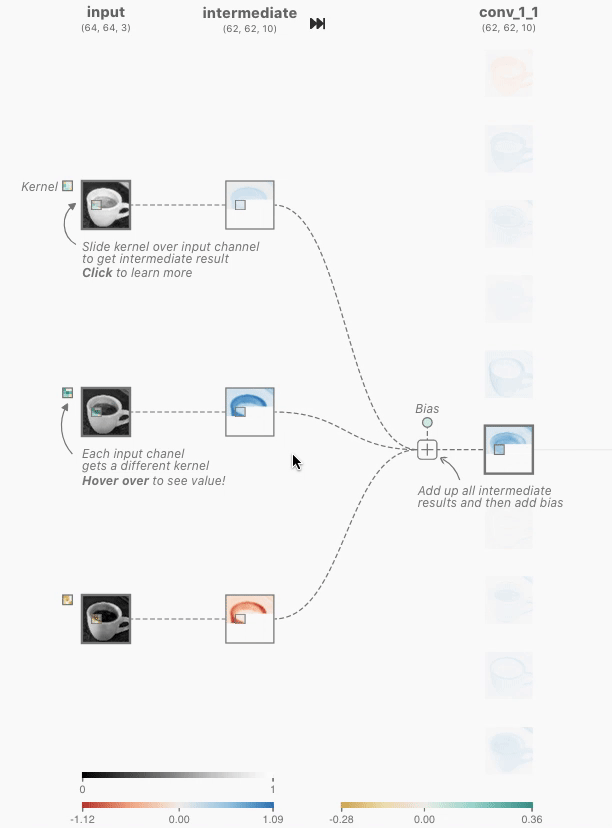 input
intermediate
conv_1_1
(64, 64, 3)
(62, 62, 10)
(62, 62, 10)
Kernel
Slide kernel over input channel
to get intermediate result
Click to learn more
Bias
Each input chanel
gets a different kernel
Hover over to see value!
Add up all intermediate
results and then add bias
0
1
-1.12
0.00
1.09
-0.28
0.00
0.36